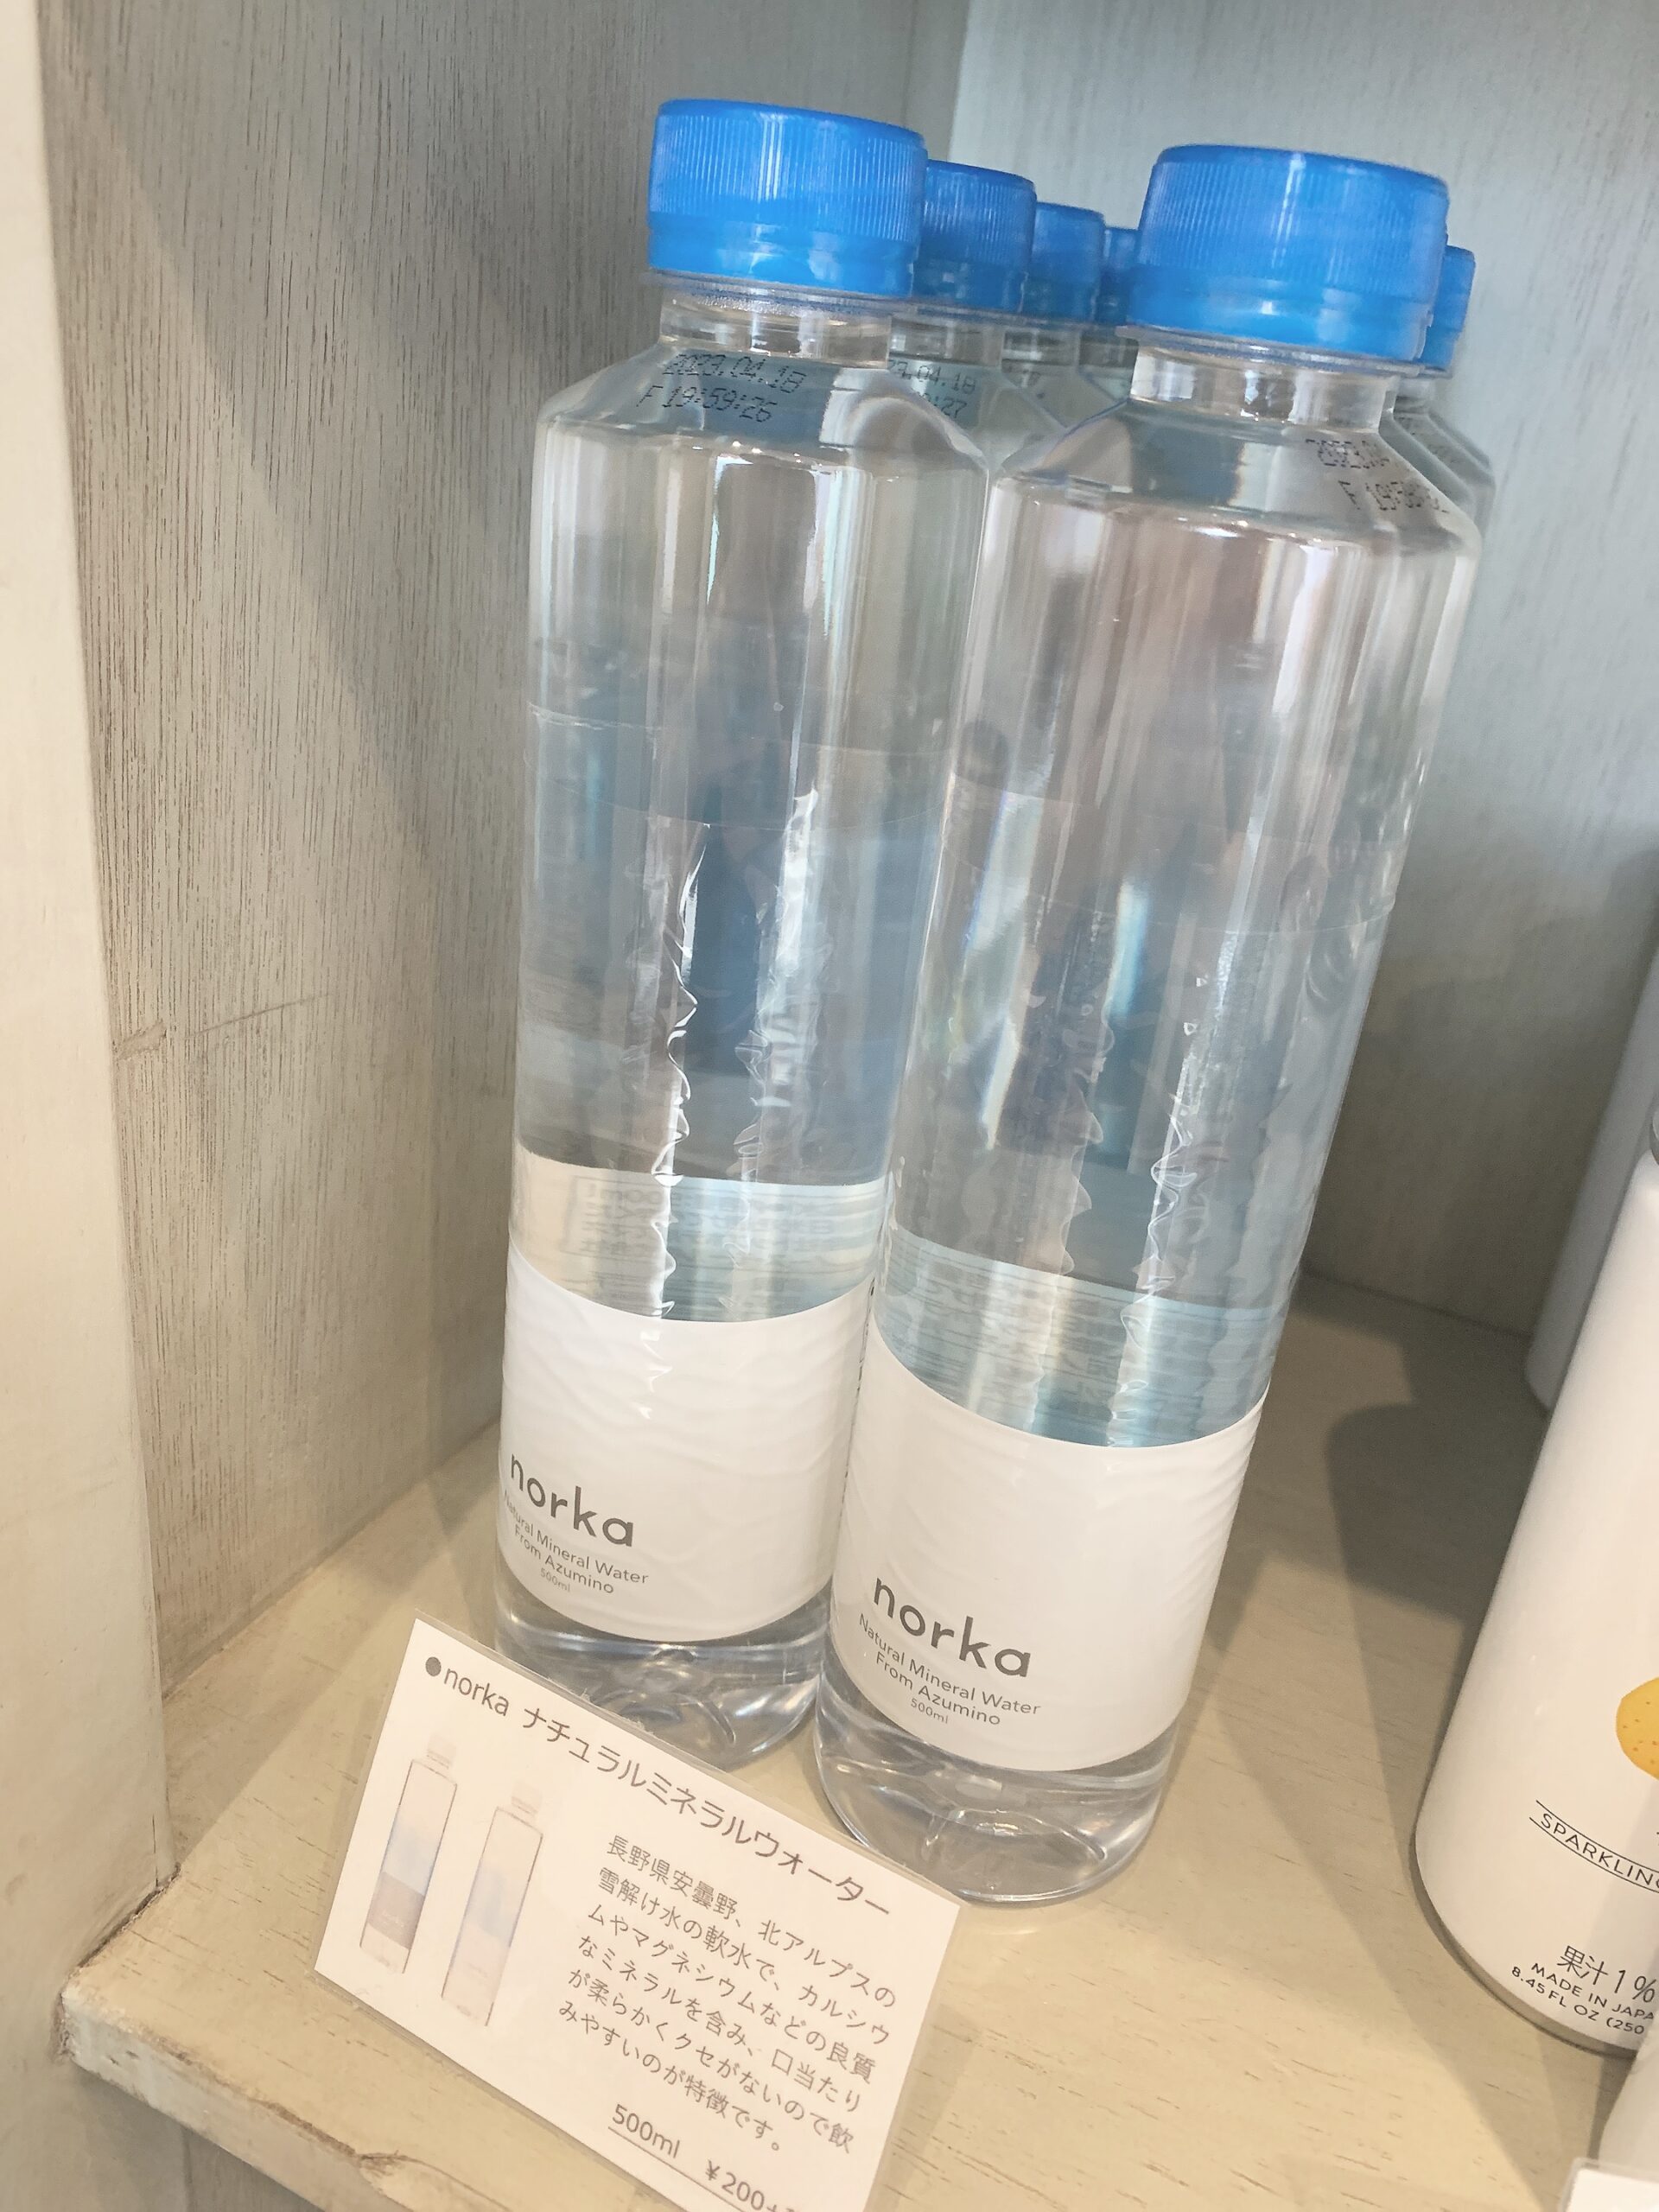 2023.04.18
F 19:59:26
norka
Natural Mineral Water
From Azumino
500ml
norka
Natural Mineral Water
From Azumino
500ml
●norka ナチュラルミネラルウォーター
長野県安曇野、北アルプスの
雪解け水の軟水で、カルシウ
ムやマグネシウムなどの良質
なミネラルを含み、口当たり
が柔らかくクセがないので飲
みやすいのが特徴です。
500ml ¥200+
SPARKLING
果汁1%
MADE IN JAPA
8.45 FL OZ (250